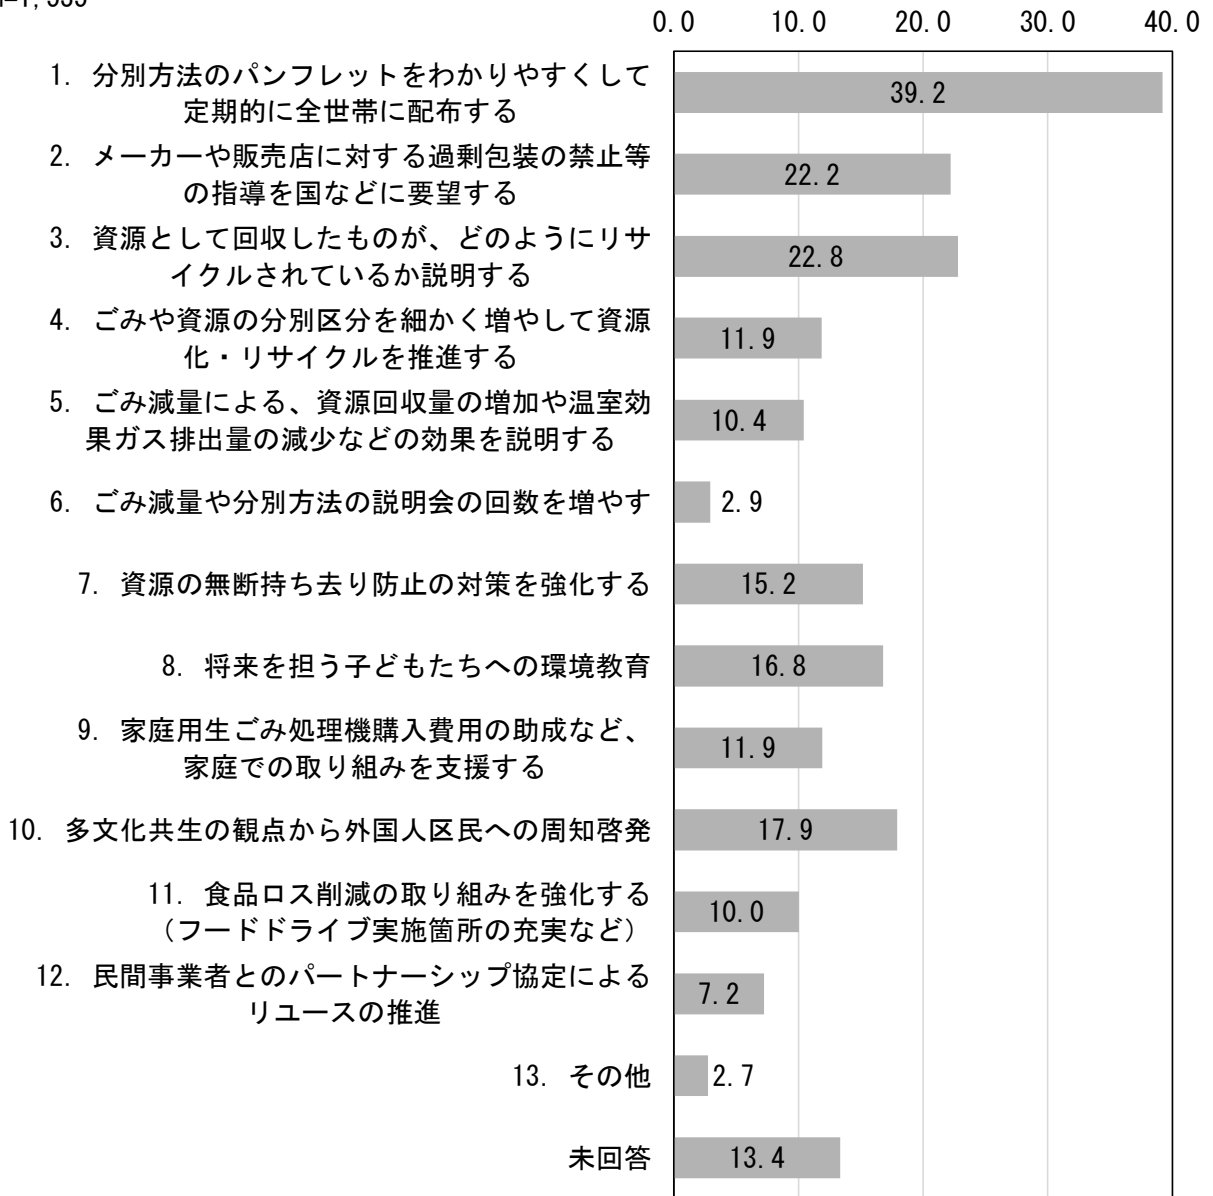 0.0 10.0 20.0 30.0 40.0
1. 分別方法のパンフレットをわかりやすくして
定期的に全世帯に配布する
39.2
2. メーカーや販売店に対する過剰包装の禁止等
の指導を国などに要望する
22.2
3. 資源として回収したものが、どのようにリサ
イクルされているか説明する
22.8
4. ごみや資源の分別区分を細かく増やして資源
化・リサイクルを推進する
11.9
5. ごみ減量による、資源回収量の増加や温室効
果ガス排出量の減少などの効果を説明する
10.4
6. ごみ減量や分別方法の説明会の回数を増やす
2.9
7. 資源の無断持ち去り防止の対策を強化する
15.2
8. 将来を担う子どもたちへの環境教育
16.8
9. 家庭用生ごみ処理機購入費用の助成など、
家庭での取り組みを支援する
11.9
10. 多文化共生の観点から外国人区民への周知啓発
17.9
11. 食品ロス削減の取り組みを強化する
（フードドライブ実施箇所の充実など）
10.0
12. 民間事業者とのパートナーシップ協定による
リユースの推進
7.2
13. その他
2.7
未回答
13.4